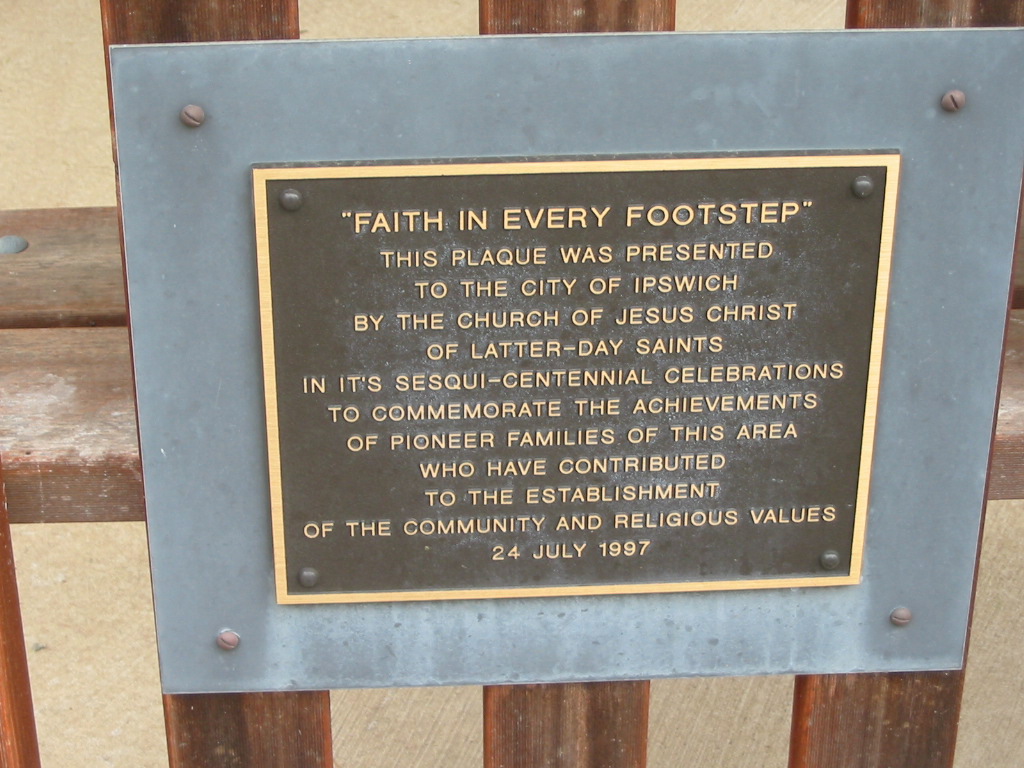 "FAITH IN EVERY FOOTSTEP"
THIS PLAQUE WAS PRESENTED
TO THE CITY OF IPSWICH
BY THE CHURCH OF JESUS CHRIST
OF LATTER-DAY SAINTS
IN IT'S SESQUI-CENTENNIAL CELEBRATIONS
TO COMMEMORATE THE ACHIEVEMENTS
OF PIONEER FAMILIES OF THIS AREA
WHO HAVE CONTRIBUTED
TO THE ESTABLISHMENT
OF THE COMMUNITY AND RELIGIOUS VALUES
24 JULY 1997